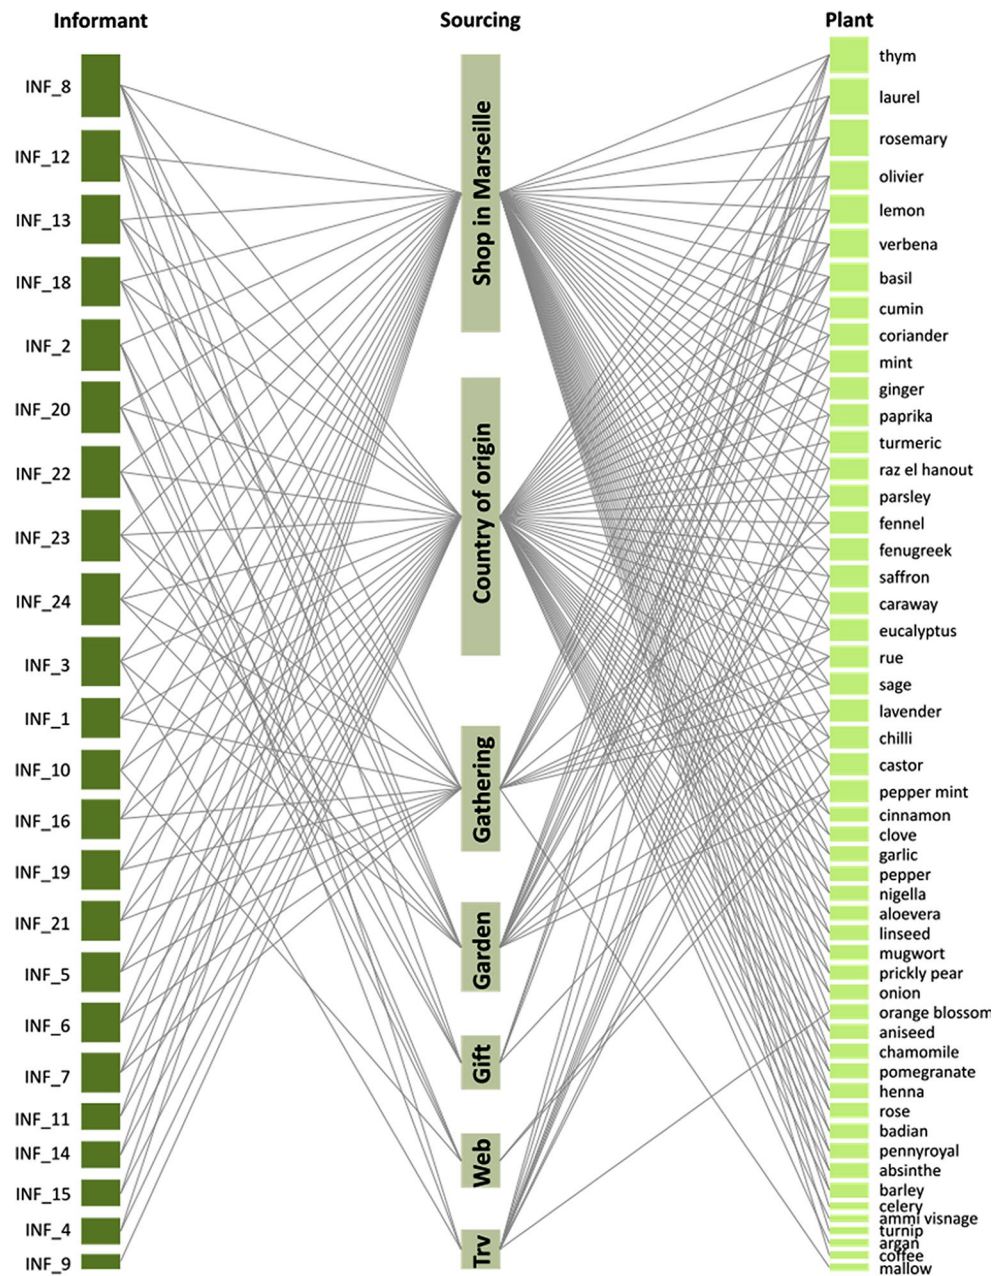 Informant Sourcing Plant
INF_8
INF_12
INF_13
INF_18
INF_2
INF_20
INF_22
INF_23
INF_24
INF_3
INF_1
INF_10
INF_16
INF_19
INF_21
INF_5
INF_6
INF_7
INF_11
INF_14
INF_15
INF_4
INF_9
Shop in Marseille
Country of origin
Gathering
Garden
Gift
Web
Trv
thym
laurel
rosemary
olivier
lemon
verbena
basil
cumin
coriander
mint
ginger
paprika
turmeric
raz el hanout
parsley
fennel
fenugreek
saffron
caraway
eucalyptus
rue
sage
lavender
chilli
castor
pepper mint
cinnamon
clove
garlic
pepper
nigella
aloevera
linseed
mugwort
prickly pear
onion
orange blossom
aniseed
chamomile
pomegranate
henna
rose
badian
pennyroyal
absinthe
barley
celery
ammi visnage
turnip
argan
coffee
mallow